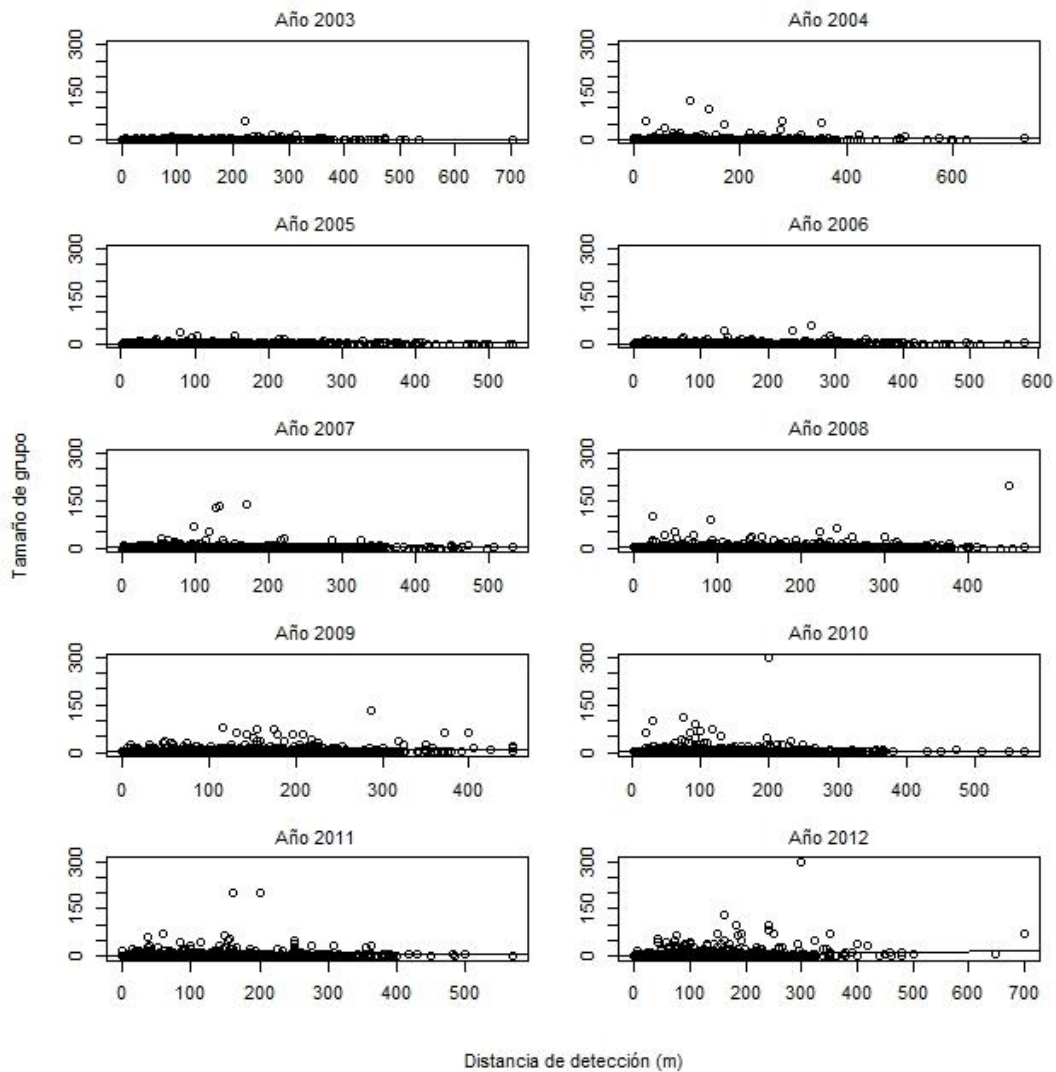 Año 2003
300
150
0
0 100 200 300 400 500 600 700
Año 2004
300
150
0
0 200 400 600
Año 2005
300
150
0
0 100 200 300 400 500
Año 2006
300
150
0
0 100 200 300 400 500 600
Año 2007
300
150
0
0 100 200 300 400 500
Año 2008
300
150
0
0 100 200 300 400
Año 2009
300
150
0
0 100 200 300 400
Año 2010
300
150
0
0 100 200 300 400 500
Año 2011
300
150
0
0 100 200 300 400 500
Año 2012
300
150
0
0 100 200 300 400 500 600 700
Tamaño de grupo
Distancia de detección (m)